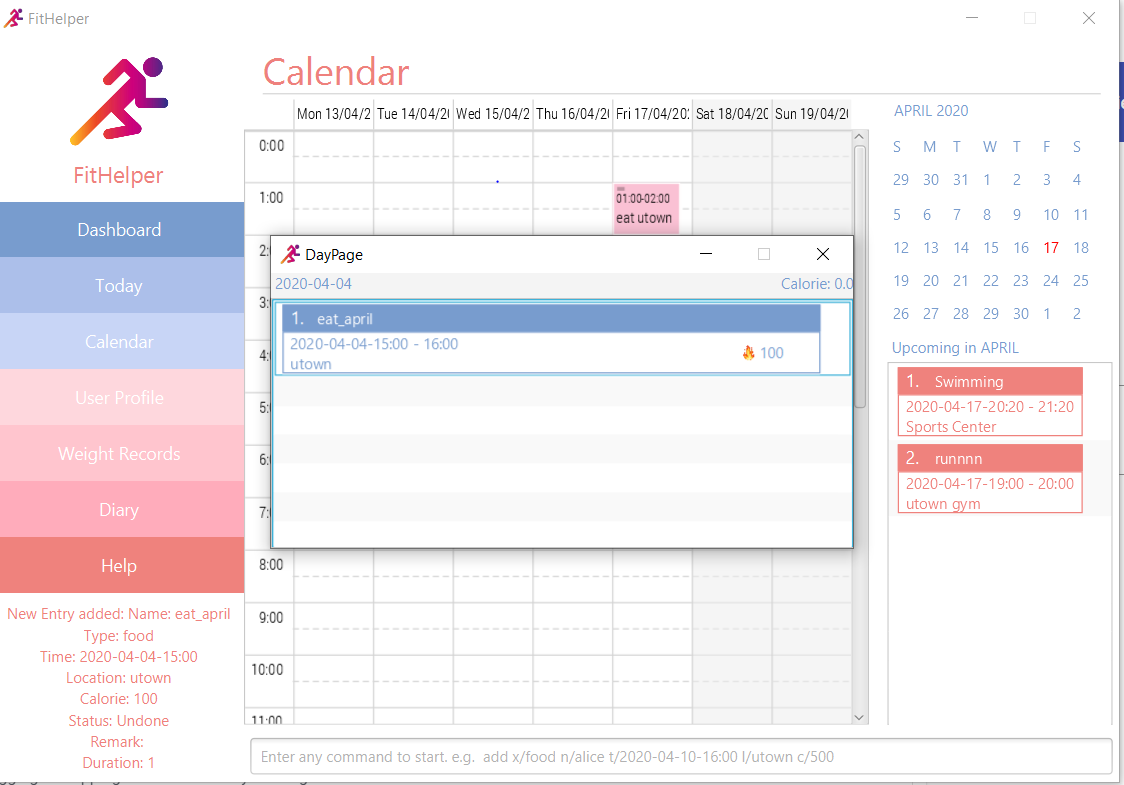 FitHelper
FitHelper
Dashboard
Today
Calendar
User Profile
Weight Records
Diary
Help
New Entry added: Name: eat_april
Type: food
Time: 2020-04-04-15:00
Location: utown
Calorie: 100
Status: Undone
Remark:
Duration: 1
Calendar
Mon 13/04/2 Tue 14/04/2 Wed 15/04/2 Thu 16/04/2 Fri 17/04/20 Sat 18/04/20 Sun 19/04/2
0:00
1:00
01:00-02:00
eat utown
2:
3:
4:
5:
6:
7:
8:00
9:00
10:00
11:00
DayPage
2020-04-04 Calorie: 0.0
1. eat_april
2020-04-04-15:00 - 16:00
utown
100
APRIL 2020
S M T W T F S
29 30 31 1 2 3 4
5 6 7 8 9 10 11
12 13 14 15 16 17 18
19 20 21 22 23 24 25
26 27 28 29 30 1 2
Upcoming in APRIL
1. Swimming
2020-04-17-20:20 - 21:20
Sports Center
2. runnnn
2020-04-17-19:00 - 20:00
utown gym
Enter any command to start. e.g. add x/food n/alice t/2020-04-10-16:00 l/utown c/500